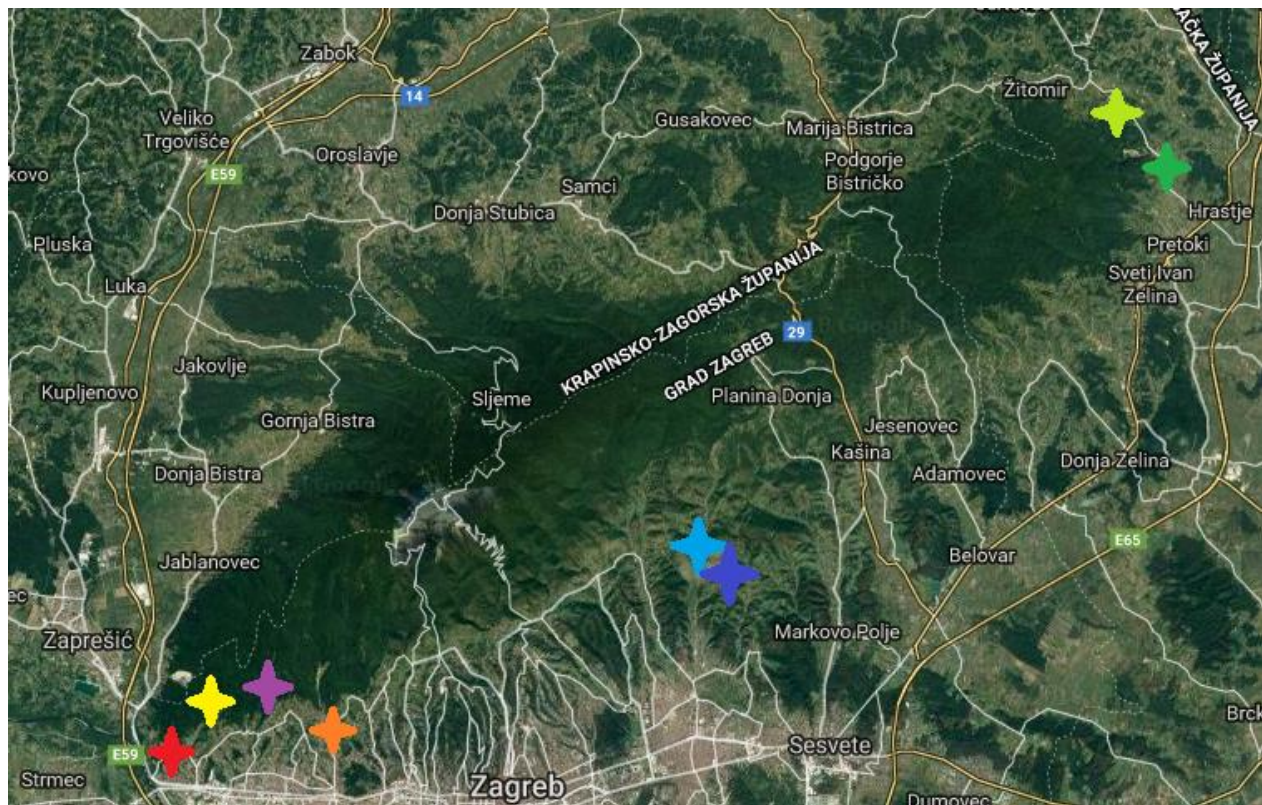 Zabok
14
Veliko
Trgovišće
Oroslavje
E59
Gusakovec
Marija Bistrica
Podgorje
Bistričko
Žitomir
AČKA ŽUPANIJA
kovo
Samci
Donja Stubica
Pluska
Luka
Hrastje
Pretoki
Sveti Ivan
Zelina
KRAPINSKO-ZAGORSKA ŽUPANIJA
GRAD ZAGREB
29
Jakovlje
Kupljenovo
Sljeme
Planina Donja
Gornja Bistra
Jesenovec
Kašina
Donja Bistra
Adamovec
Donja Zelina
E65
Jablanovec
Belovar
ec
Zaprešić
Markovo Polje
Brck
E59
Sesvete
Strmec
Zagreb
Dumovec